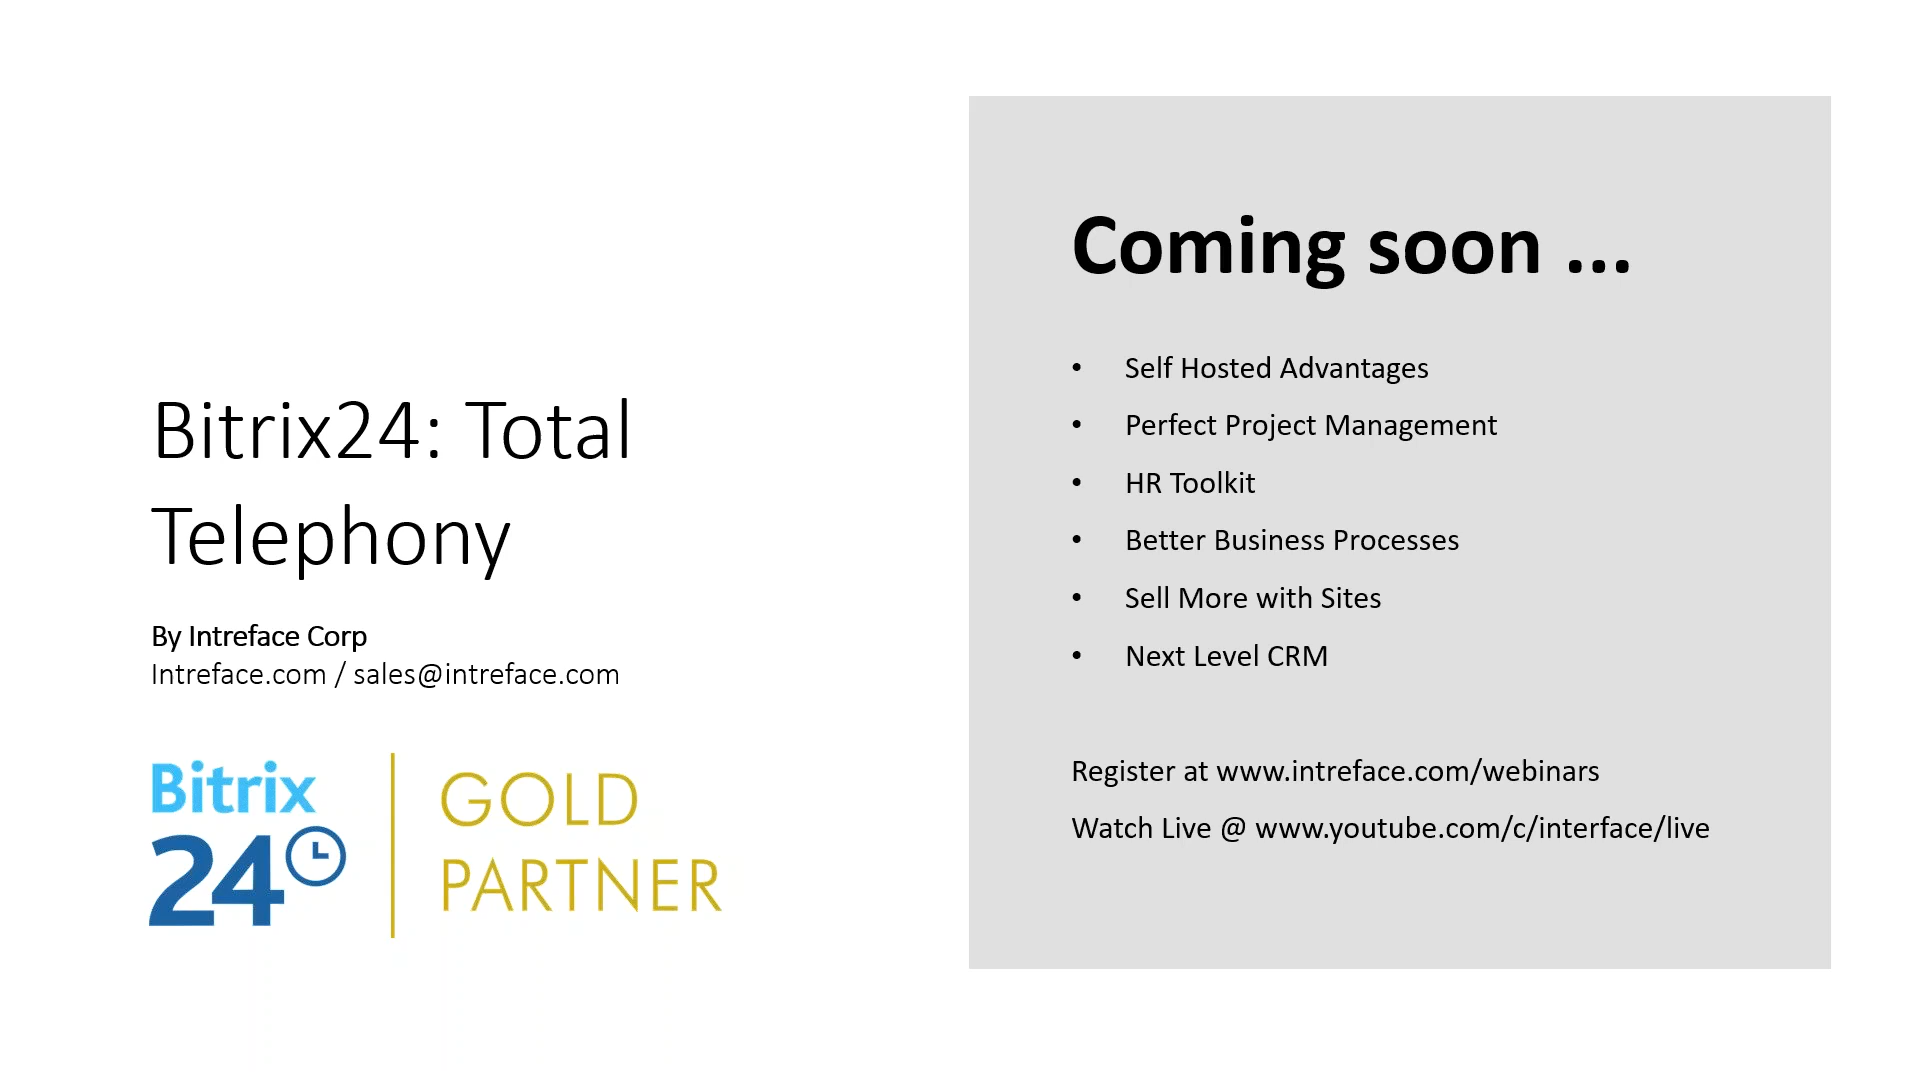 Bitrix24: Total
Telephony
By Intreface Corp
Intreface.com / sales@intreface.com
Bitrix
24
GOLD
PARTNER
Coming soon ...
• Self Hosted Advantages
• Perfect Project Management
• HR Toolkit
• Better Business Processes
• Sell More with Sites
• Next Level CRM
Register at www.intreface.com/webinars
Watch Live @ www.youtube.com/c/interface/live